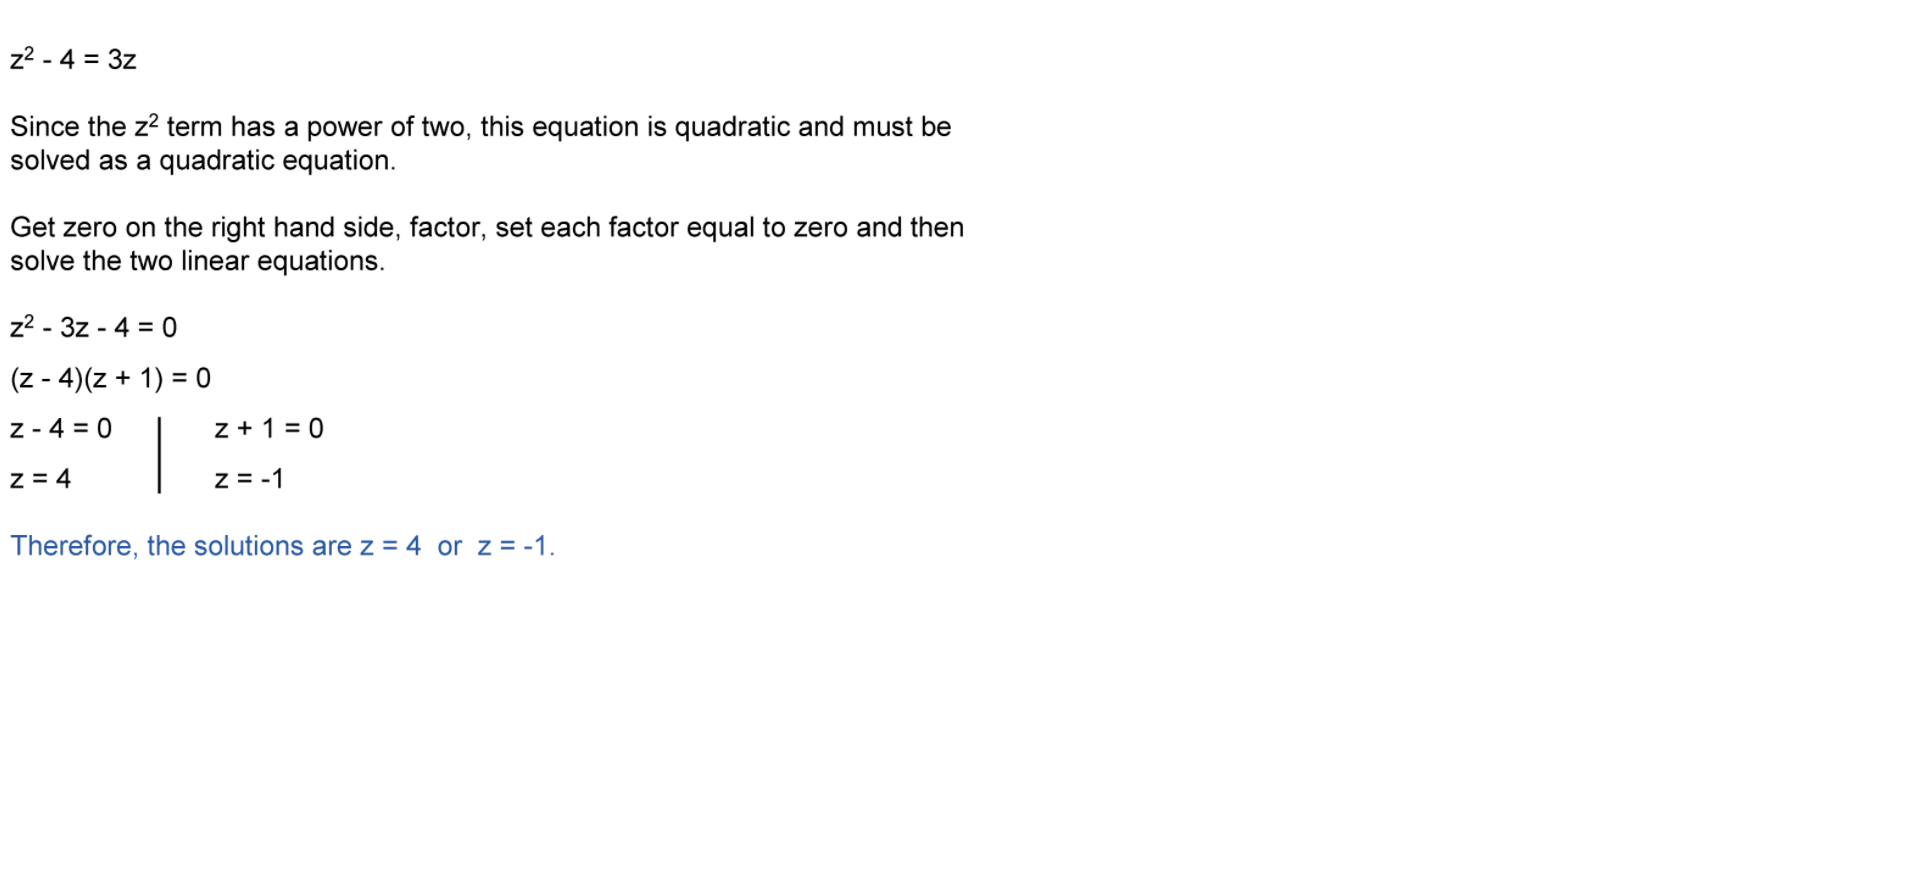 z² - 4 = 3z
Since the z² term has a power of two, this equation is quadratic and must be
solved as a quadratic equation.
Get zero on the right hand side, factor, set each factor equal to zero and then
solve the two linear equations.
z² - 3z - 4 = 0
(z - 4)(z + 1) = 0
z - 4 = 0 | z + 1 = 0
z = 4 | z = -1
Therefore, the solutions are z = 4 or z = -1.